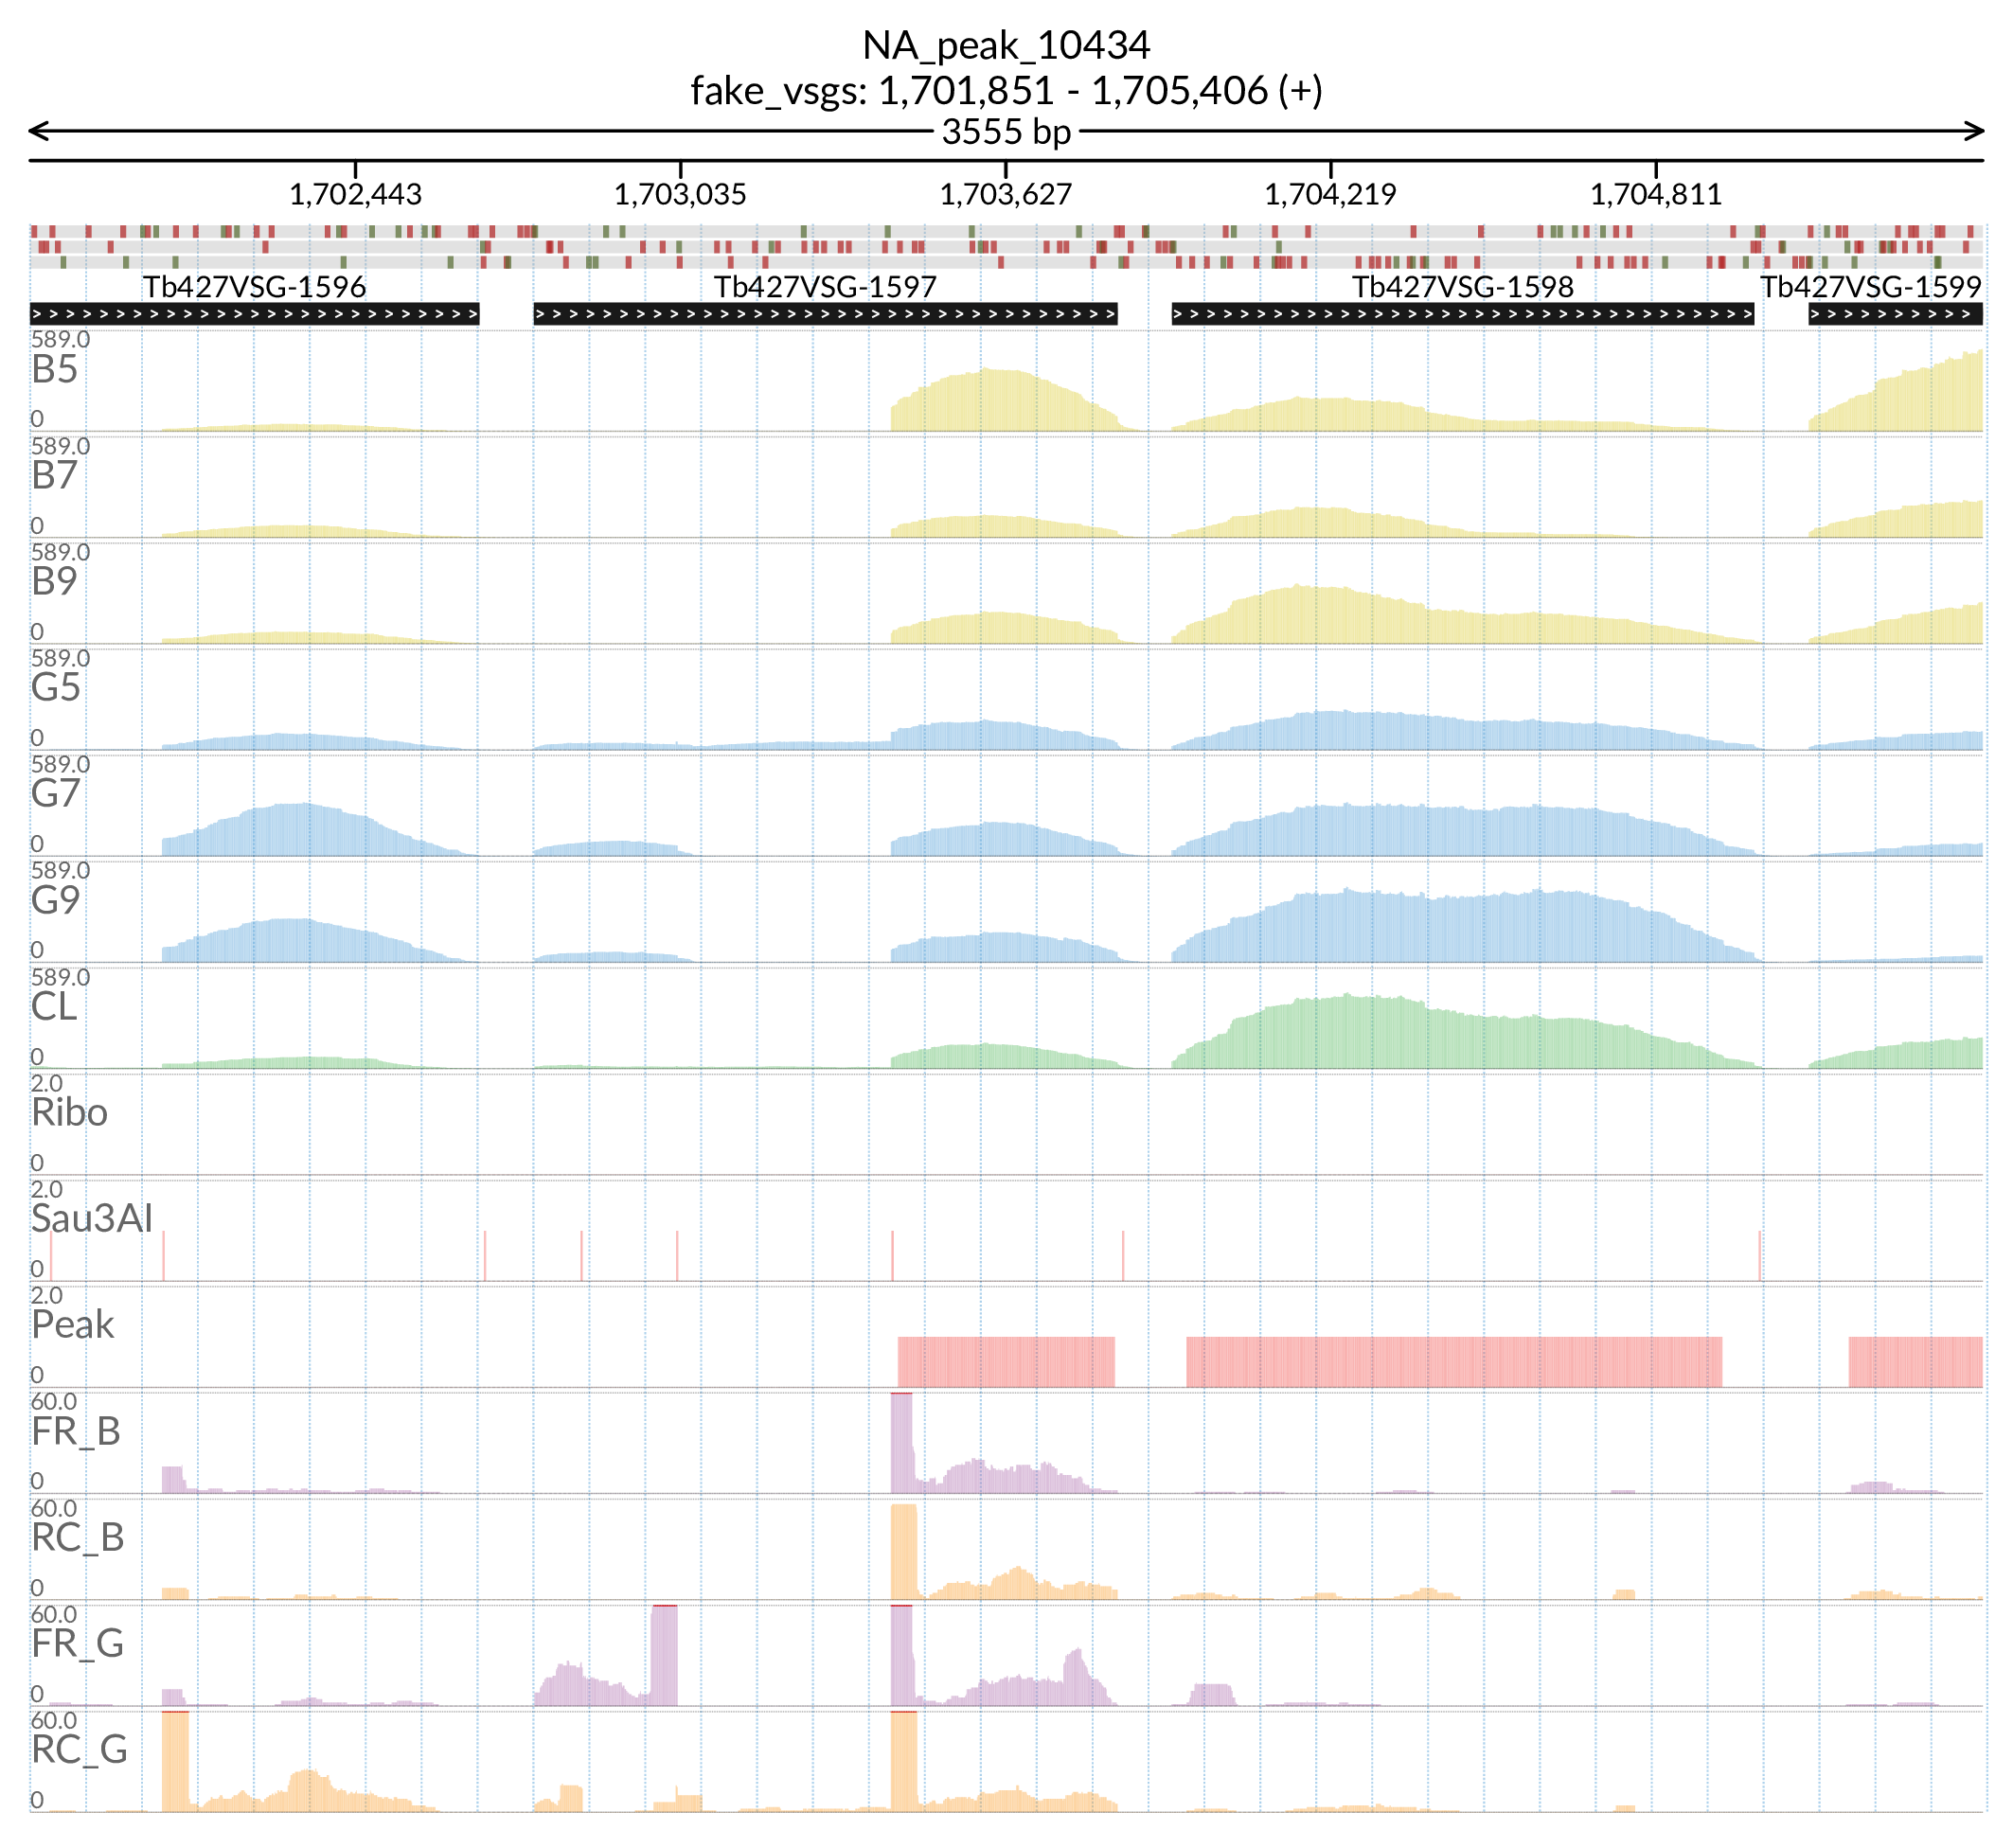 NA_peak_10434
fake_vsgs: 1,701,851 - 1,705,406 (+)
3555 bp
1,702,443 1,703,035 1,703,627 1,704,219 1,704,811
Tb427VSG-1596 Tb427VSG-1597 Tb427VSG-1598 Tb427VSG-1599
589.0
B5
0
589.0
B7
0
589.0
B9
0
589.0
G5
0
589.0
G7
0
589.0
G9
0
589.0
CL
0
2.0
Ribo
0
2.0
Sau3AI
0
2.0
Peak
0
60.0
FR_B
0
60.0
RC_B
0
60.0
FR_G
0
60.0
RC_G
0